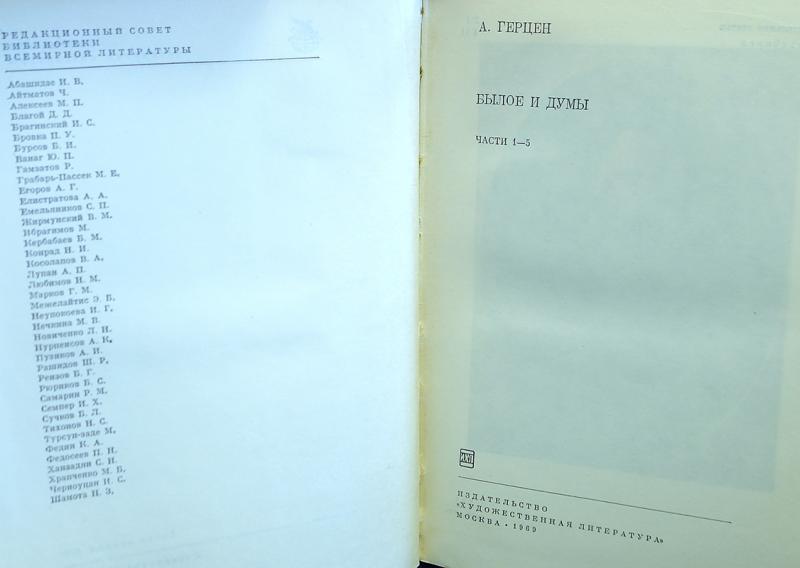 РЕДАКЦИОННЫЙ СОВЕТ
БИБЛИОТЕКИ
ВСЕМИРНОЙ ЛИТЕРАТУРЫ
Абашидзе И. В.
Айтматов Ч.
Алексеев М. П.
Благой Д. Д.
Брагинский И. С.
Бровка П. У.
Бурсов Б. И.
Ванаг Ю. П.
Гамзатов Р.
Грабарь-Пассек М. Е.
Егоров А. Г.
Елистратова А. А.
Емельяников С. П.
Жирмунский В. М.
Ибрагимов М.
Кербабаев Б. М.
Конрад Н. И.
Косолапов В. А.
Лупан А. П.
Любимов Н. М.
Марков Г. М.
Межелайтис Э. Б.
Неупокоева И. Г.
Нечкина М. В.
Новиченко Л. Н.
Нурпеисов А. К.
Пузиков А. И.
Рашидов Ш. Р.
Реизов Б. Г.
Рюриков Б. С.
Самарин Р. М.
Семпер И. Х.
Сучков Б. Л.
Тихонов Н. С.
Турсун-заде М.
Федин К. А.
Федосеев П. Н.
Ханзадян С. Н.
Храпченко М. Б.
Черноуцан И. С.
Шамота Н. З.
А. ГЕРЦЕН
БЫЛОЕ И ДУМЫ
ЧАСТИ 1—5
ИЗДАТЕЛЬСТВО
«ХУДОЖЕСТВЕННАЯ ЛИТЕРАТУРА»
МОСКВА · 1969